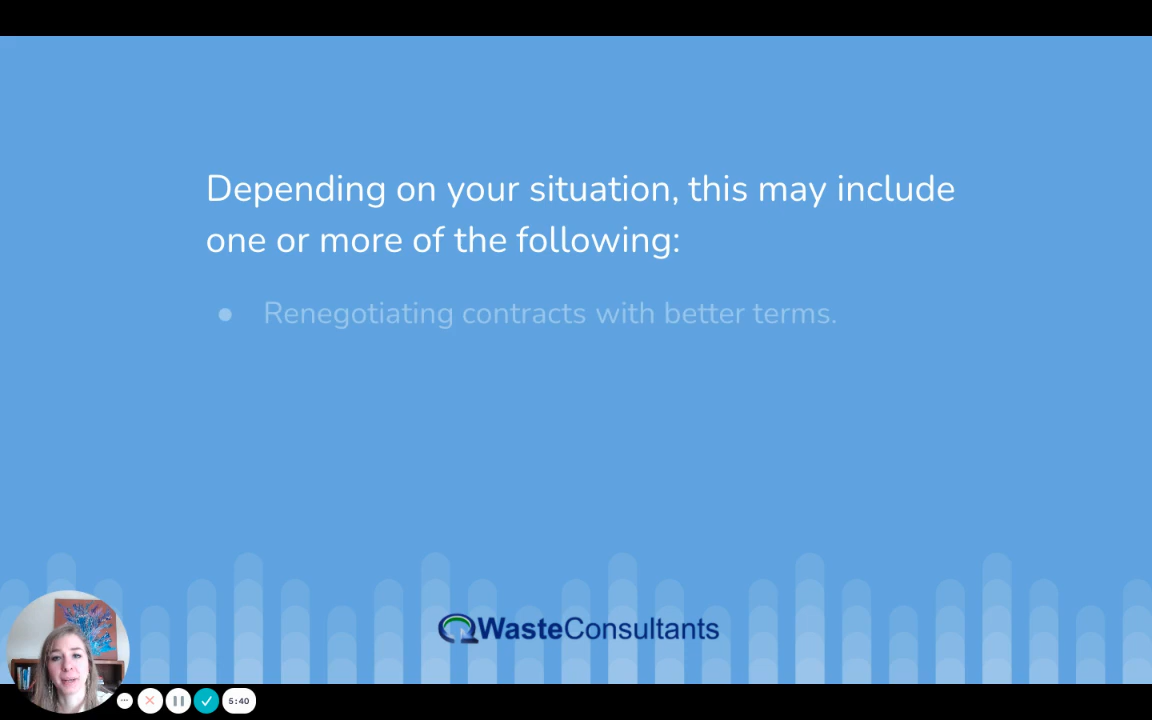 Depending on your situation, this may include
one or more of the following:
● Renegotiating contracts with better terms.
WasteConsultants
5:40